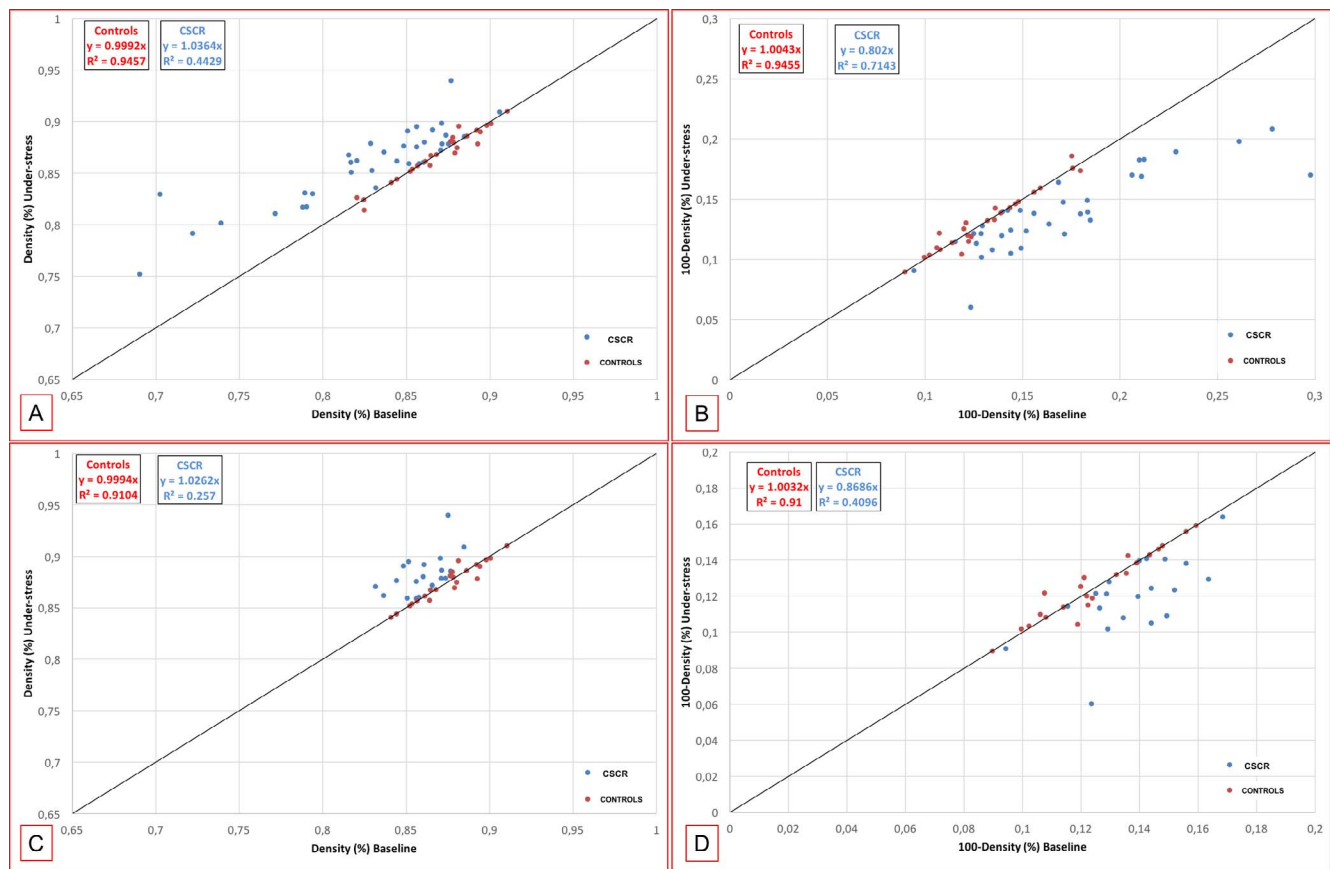 Controls
y = 0.9992x
R² = 0.9457
CSCR
y = 1.0364x
R² = 0.4429
1
0,95
0,9
0,85
0,8
0,75
0,7
0,65
Density (%) Under-stress
0,65
0,7
0,75
0,8
0,85
0,9
0,95
1
Density (%) Baseline
CSCR
CONTROLS
A
Controls
y = 1.0043x
R² = 0.9455
CSCR
y = 0.802x
R² = 0.7143
0,3
0,25
0,2
0,15
0,1
0,05
0
100-Density (%) Under-stress
0
0,05
0,1
0,15
0,2
0,25
0,3
100-Density (%) Baseline
CSCR
CONTROLS
B
Controls
y = 0.9994x
R² = 0.9104
CSCR
y = 1.0262x
R² = 0.257
1
0,95
0,9
0,85
0,8
0,75
0,7
0,65
Density (%) Under-stress
0,65
0,7
0,75
0,8
0,85
0,9
0,95
1
Density (%) Baseline
CSCR
CONTROLS
C
Controls
y = 1.0032x
R² = 0.91
CSCR
y = 0.8686x
R² = 0.4096
0,2
0,18
0,16
0,14
0,12
0,1
0,08
0,06
0,04
0,02
0
100-Density (%) Under-stress
0
0,02
0,04
0,06
0,08
0,1
0,12
0,14
0,16
0,18
0,2
100-Density (%) Baseline
CSCR
CONTROLS
D